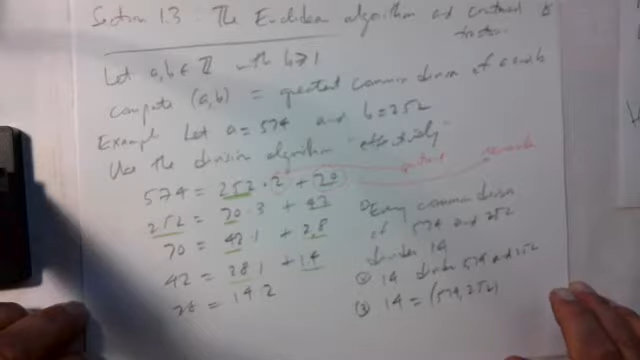 Section 1.3 The Euclidean algorithm and continued fraction
Let a, b ∈ ℤ with b ≥ 1
compute (a,b) = greatest common divisor of a and b
Example Let a = 574 and b = 252
Use the division algorithm "effectively"
quotient remainder
574 = 252 · 2 + 70
252 = 70 · 3 + 42
70 = 42 · 1 + 28
42 = 28 · 1 + 14
28 = 14 · 2
① Every common divisor
of 574 and 252
divides 14
② 14 divides 574 and 252
③ 14 = (574, 252)